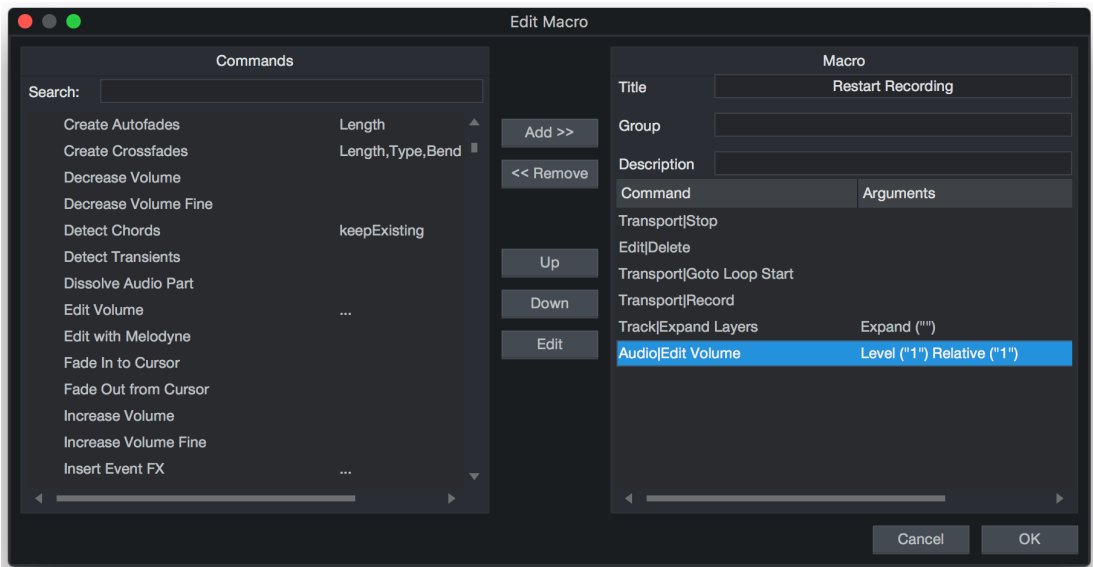 Edit Macro
Commands
Search:
Create Autofades Length
Create Crossfades Length,Type,Bend
Decrease Volume
Decrease Volume Fine
Detect Chords keepExisting
Detect Transients
Dissolve Audio Part
Edit Volume ...
Edit with Melodyne
Fade In to Cursor
Fade Out from Cursor
Increase Volume
Increase Volume Fine
Insert Event FX ...
Add >>
<< Remove
Up
Down
Edit
Macro
Title Restart Recording
Group
Description
Command Arguments
Transport|Stop
Edit|Delete
Transport|Goto Loop Start
Transport|Record
Track|Expand Layers Expand ("")
Audio|Edit Volume Level ("1") Relative ("1")
Cancel OK